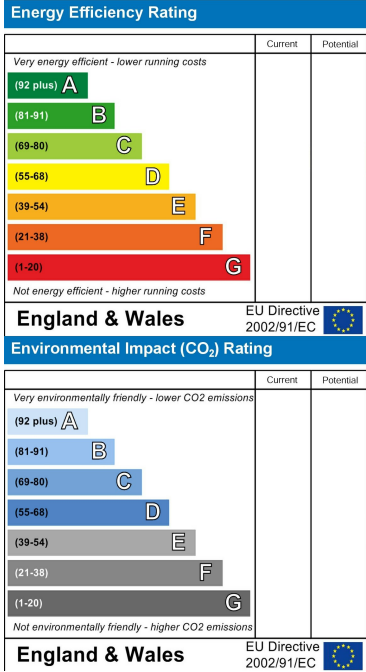 Energy Efficiency Rating
Current Potential
Very energy efficient - lower running costs
(92 plus) A
(81-91) B
(69-80) C
(55-68) D
(39-54) E
(21-38) F
(1-20) G
Not energy efficient - higher running costs
England & Wales
EU Directive
2002/91/EC
Environmental Impact (CO₂) Rating
Current Potential
Very environmentally friendly - lower CO2 emissions
(92 plus) A
(81-91) B
(69-80) C
(55-68) D
(39-54) E
(21-38) F
(1-20) G
Not environmentally friendly - higher CO2 emissions
England & Wales
EU Directive
2002/91/EC